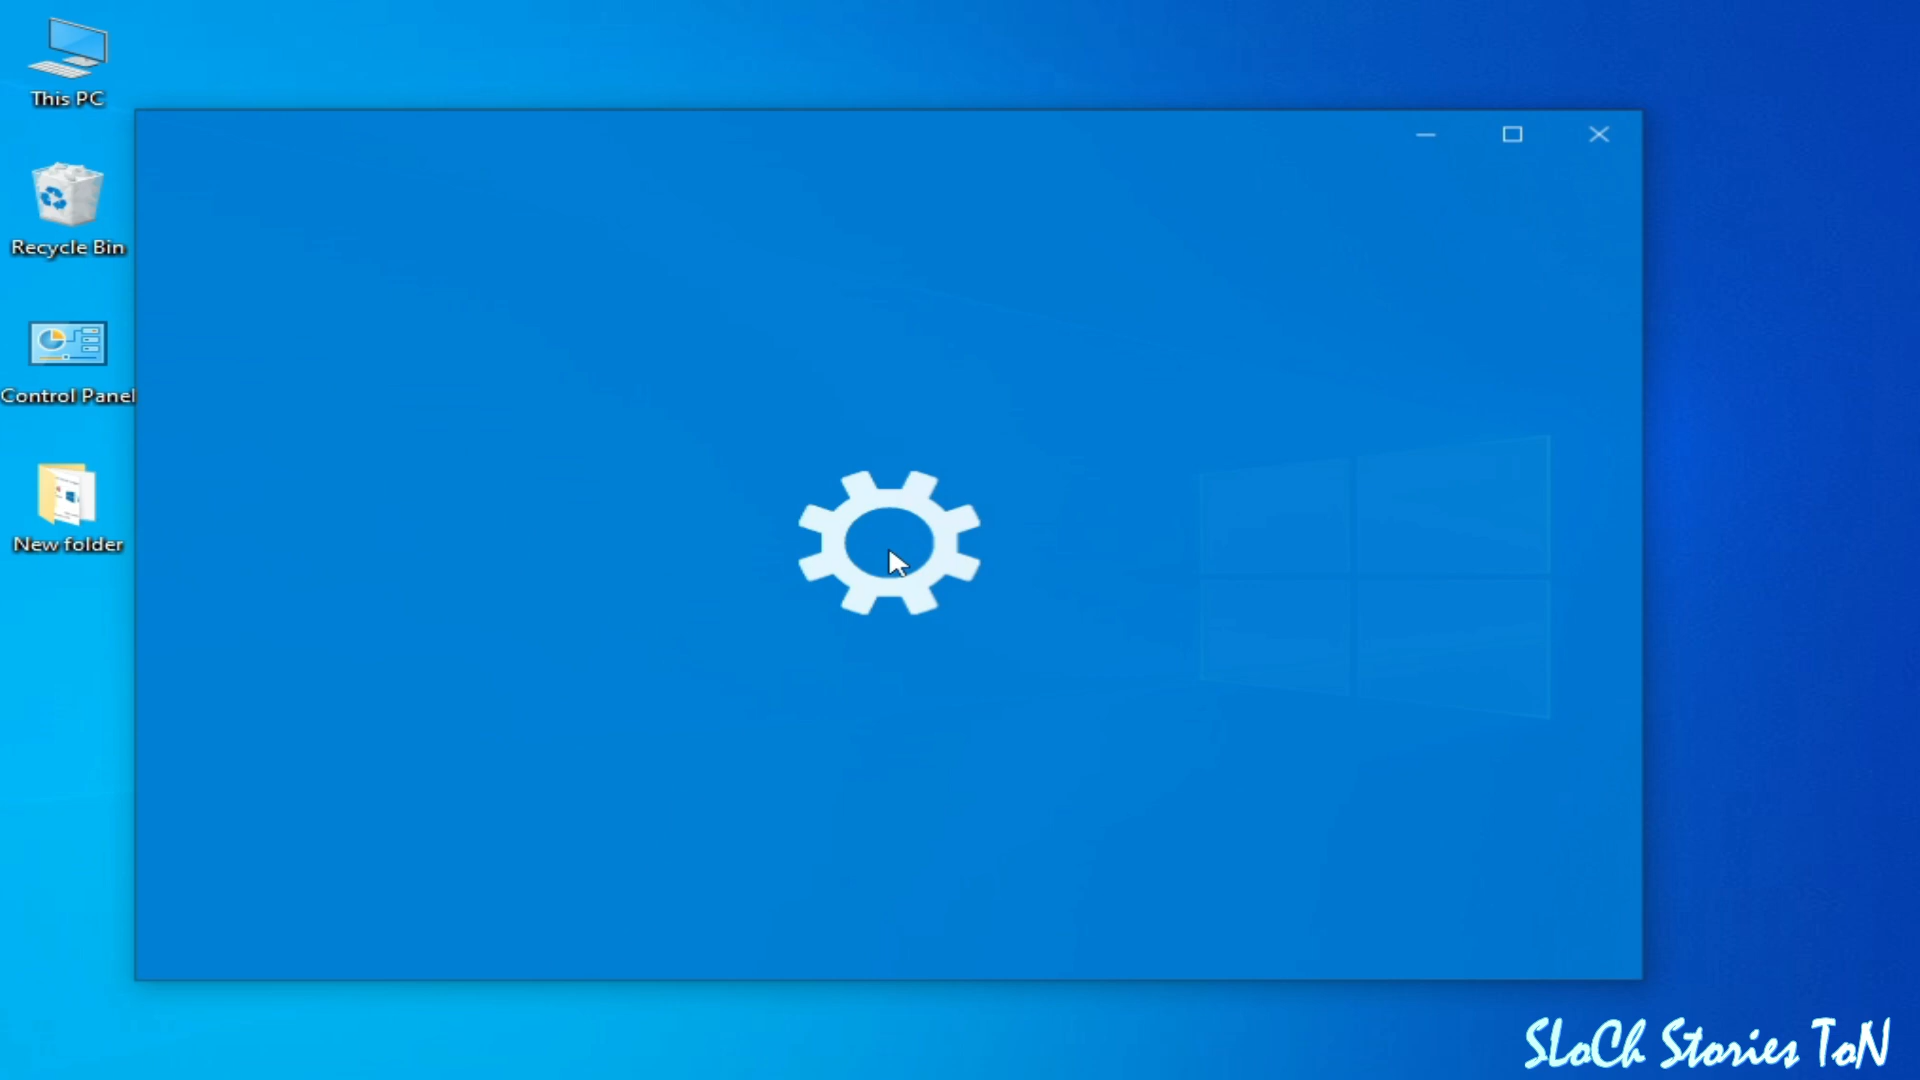 This PC
Recycle Bin
Control Panel
New folder
SLoCh Stories ToN